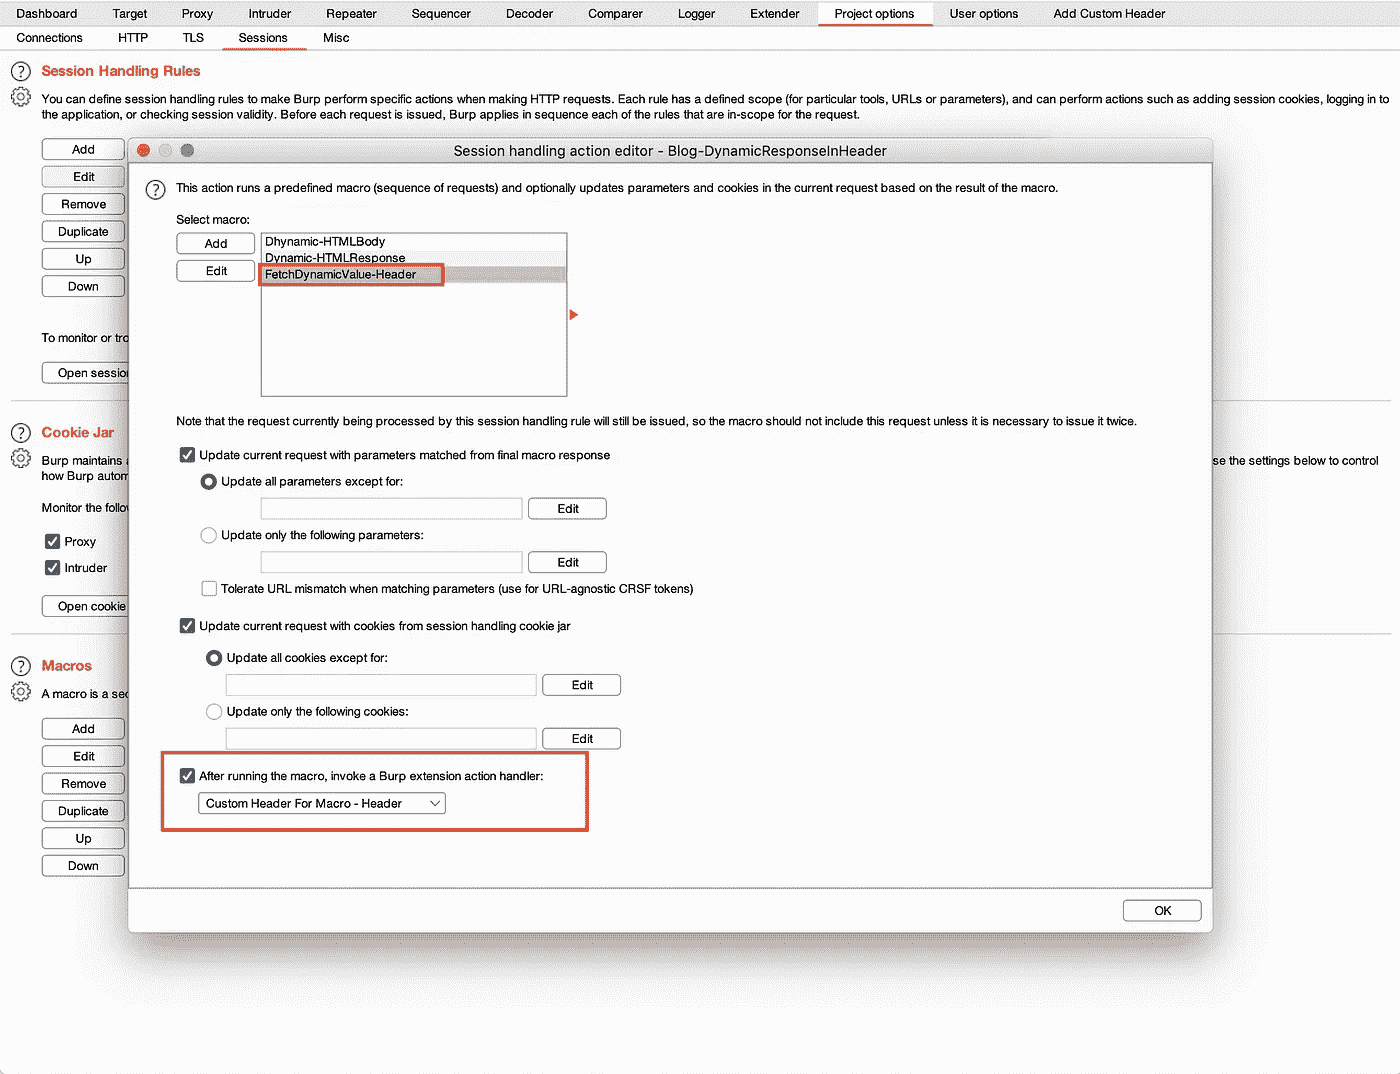 Dashboard Target Proxy Intruder Repeater Sequencer Decoder Comparer Logger Extender Project options User options Add Custom Header
Connections HTTP TLS Sessions Misc
Session Handling Rules
You can define session handling rules to make Burp perform specific actions when making HTTP requests. Each rule has a defined scope (for particular tools, URLs or parameters), and can perform actions such as adding session cookies, logging in to
the application, or checking session validity. Before each request is issued, Burp applies in sequence each of the rules that are in-scope for the request.
Add
Edit
Remove
Duplicate
Up
Down
To monitor or tro
Open session
Cookie Jar
Burp maintains a
se the settings below to control
how Burp autom
Monitor the follow
Proxy
Intruder
Open cookie
Macros
A macro is a sec
Add
Edit
Remove
Duplicate
Up
Down
Session handling action editor - Blog-DynamicResponseInHeader
This action runs a predefined macro (sequence of requests) and optionally updates parameters and cookies in the current request based on the result of the macro.
Select macro:
Add
Edit
Dhynamic-HTMLBody
Dynamic-HTMLResponse
FetchDynamicValue-Header
Note that the request currently being processed by this session handling rule will still be issued, so the macro should not include this request unless it is necessary to issue it twice.
Update current request with parameters matched from final macro response
Update all parameters except for:
Edit
Update only the following parameters:
Edit
Tolerate URL mismatch when matching parameters (use for URL-agnostic CRSF tokens)
Update current request with cookies from session handling cookie jar
Update all cookies except for:
Edit
Update only the following cookies:
Edit
After running the macro, invoke a Burp extension action handler:
Custom Header For Macro - Header
OK